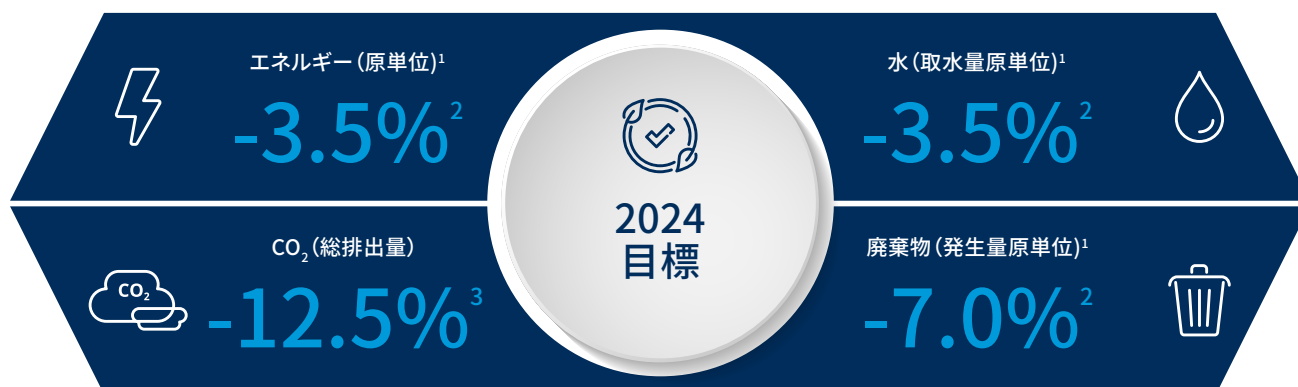 エネルギー（原単位)¹
-3.5%²
水（取水量原単位)¹
-3.5%²
2024
目標
CO₂（総排出量）
CO₂
-12.5%³
廃棄物（発生量原単位)¹
-7.0%²